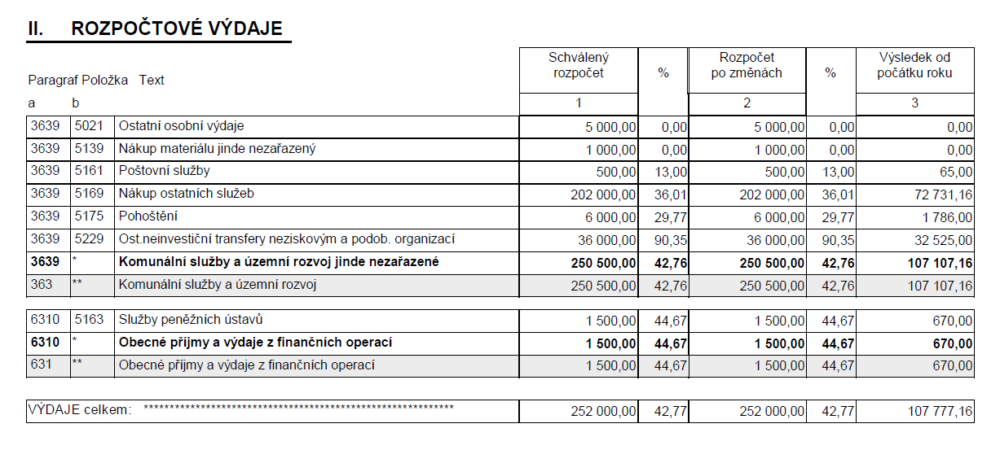 II. ROZPOČTOVÉ VÝDAJE
Schválený rozpočet % Rozpočet po změnách % Výsledek od počátku roku
Paragraf Položka Text
a b 1 2 3
3639 5021 Ostatní osobní výdaje 5 000,00 0,00 5 000,00 0,00 0,00
3639 5139 Nákup materiálu jinde nezařazený 1 000,00 0,00 1 000,00 0,00 0,00
3639 5161 Poštovní služby 500,00 13,00 500,00 13,00 65,00
3639 5169 Nákup ostatních služeb 202 000,00 36,01 202 000,00 36,01 72 731,16
3639 5175 Pohoštění 6 000,00 29,77 6 000,00 29,77 1 786,00
3639 5229 Ost.neinvestiční transfery neziskovým a podob. organizací 36 000,00 90,35 36 000,00 90,35 32 525,00
3639 * Komunální služby a územní rozvoj jinde nezařazené 250 500,00 42,76 250 500,00 42,76 107 107,16
363 ** Komunální služby a územní rozvoj 250 500,00 42,76 250 500,00 42,76 107 107,16
6310 5163 Služby peněžních ústavů 1 500,00 44,67 1 500,00 44,67 670,00
6310 * Obecné příjmy a výdaje z finančních operací 1 500,00 44,67 1 500,00 44,67 670,00
631 ** Obecné příjmy a výdaje z finančních operací 1 500,00 44,67 1 500,00 44,67 670,00
VÝDAJE celkem: ************************************************************ 252 000,00 42,77 252 000,00 42,77 107 777,16